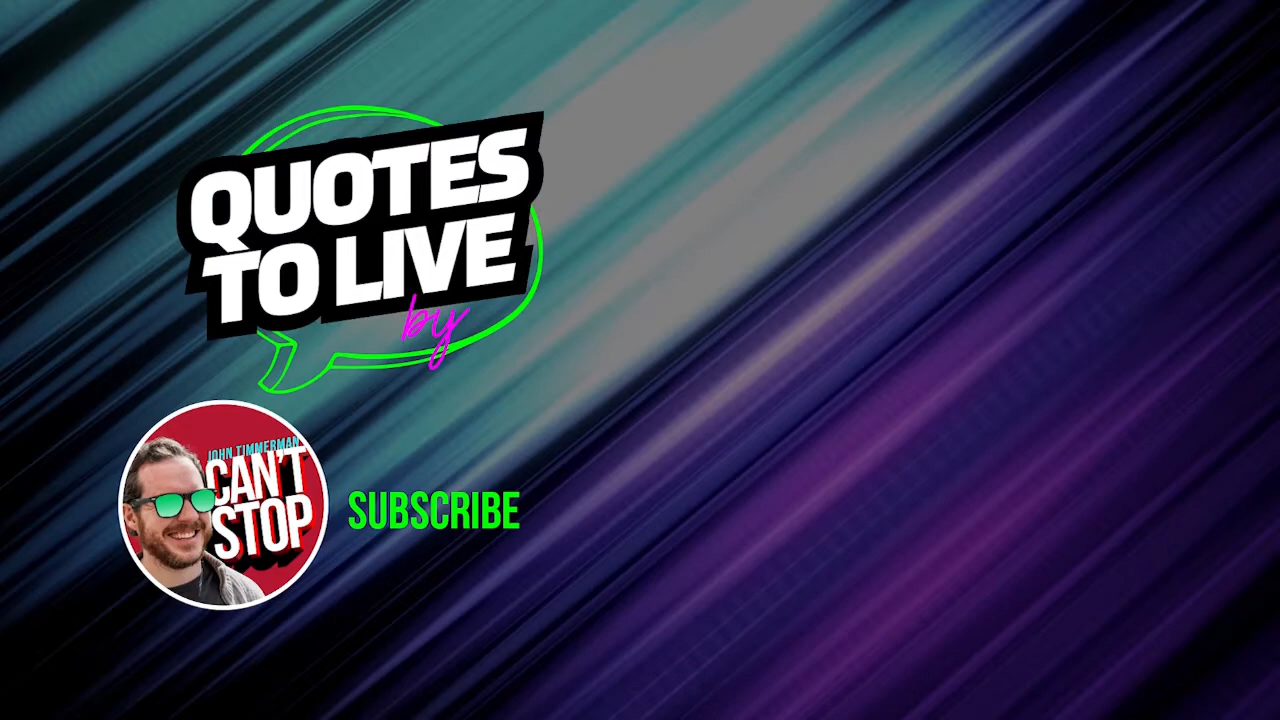 QUOTES
TO LIVE
by
JOHN TIMMERMAN
CAN'T
STOP
SUBSCRIBE